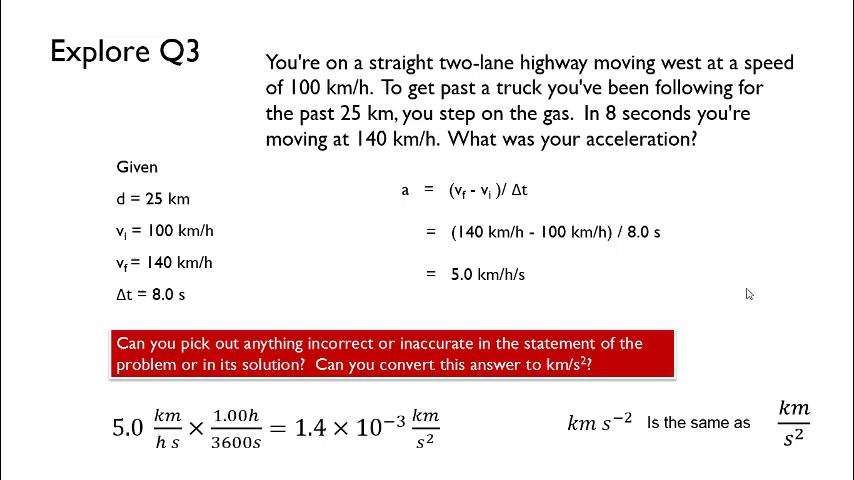 Explore Q3
You're on a straight two-lane highway moving west at a speed
of 100 km/h. To get past a truck you've been following for
the past 25 km, you step on the gas. In 8 seconds you're
moving at 140 km/h. What was your acceleration?
Given
d = 25 km
vᵢ = 100 km/h
v_f = 140 km/h
Δt = 8.0 s
a = (v_f - vᵢ )/ Δt
= (140 km/h - 100 km/h) / 8.0 s
= 5.0 km/h/s
Can you pick out anything incorrect or inaccurate in the statement of the
problem or in its solution? Can you convert this answer to km/s²?
5.0 km/(h s) × 1.00h/3600s = 1.4 × 10⁻³ km/s²
km s⁻² Is the same as km/s²